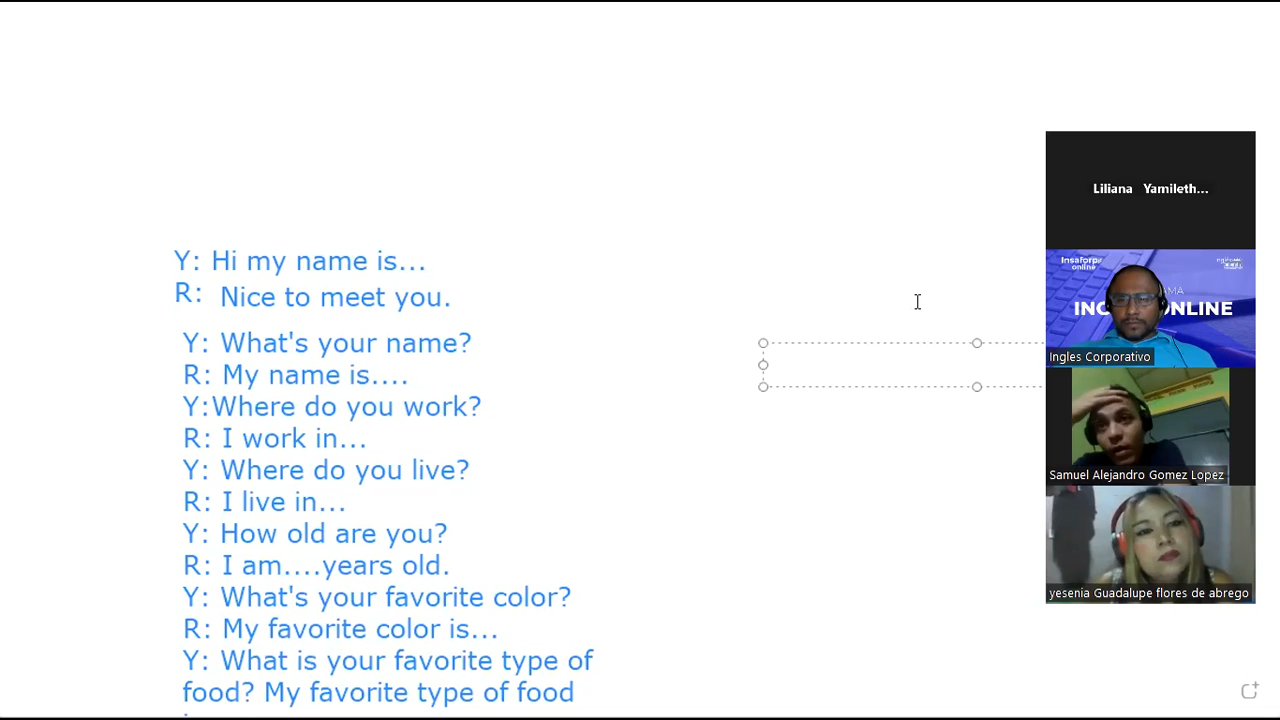 Y: Hi my name is...
R: Nice to meet you.
Y: What's your name?
R: My name is....
Y:Where do you work?
R: I work in...
Y: Where do you live?
R: I live in...
Y: How old are you?
R: I am....years old.
Y: What's your favorite color?
R: My favorite color is...
Y: What is your favorite type of
food? My favorite type of food
Liliana Yamileth...
Insaforp
online
ONLINE
Ingles Corporativo
Samuel Alejandro Gomez Lopez
yesenia Guadalupe flores de abrego